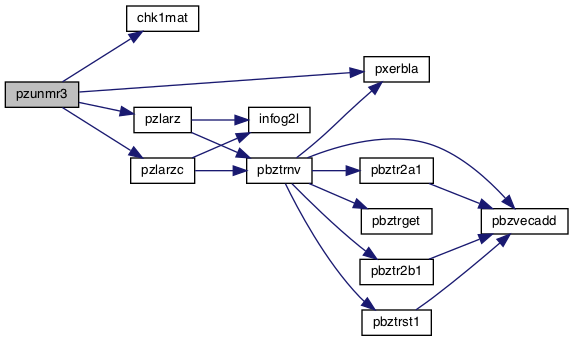 chk1mat
pxerbla
pzunmr3
pzlarz
infog2l
pzlarzc
pbztrnv
pbztr2a1
pbztrget
pbzvecadd
pbztr2b1
pbztrst1